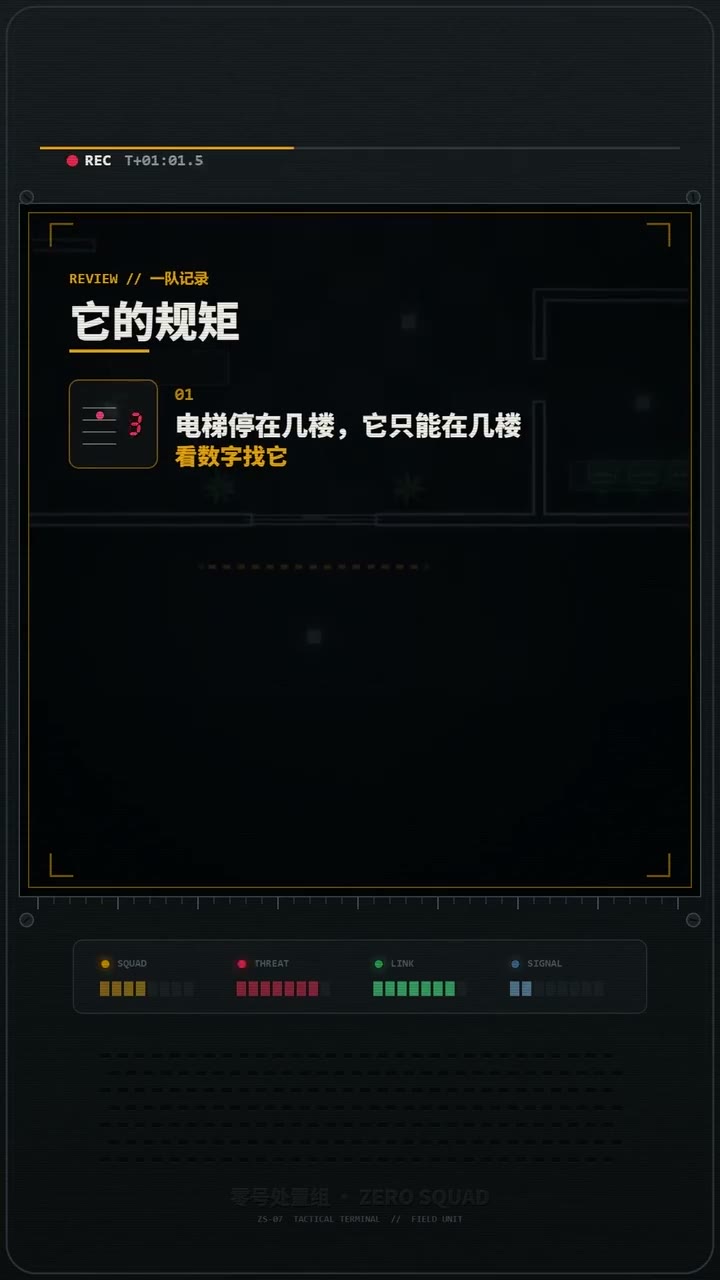 REC T+01:01.5
REVIEW // 一队记录
它的规矩
01
3
电梯停在几楼，它只能在几楼
看数字找它
SQUAD THREAT LINK SIGNAL
零号处置组 · ZERO SQUAD
ZS-07 TACTICAL TERMINAL // FIELD UNIT